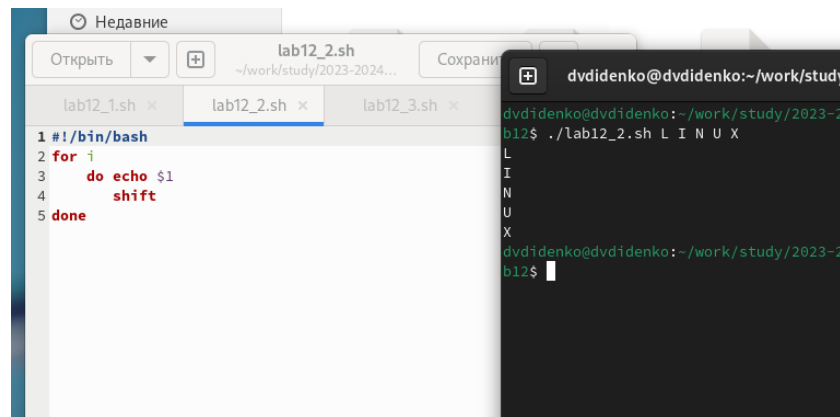 Недавние
Открыть
lab12_2.sh
~/work/study/2023-2024...
Сохрани
lab12_1.sh ×
lab12_2.sh ×
lab12_3.sh ×
1 #!/bin/bash
2 for i
3 do echo $1
4 shift
5 done
dvdidenko@dvdidenko:~/work/study
dvdidenko@dvdidenko:~/work/study/2023-2
b12$ ./lab12_2.sh L I N U X
L
I
N
U
X
dvdidenko@dvdidenko:~/work/study/2023-2
b12$